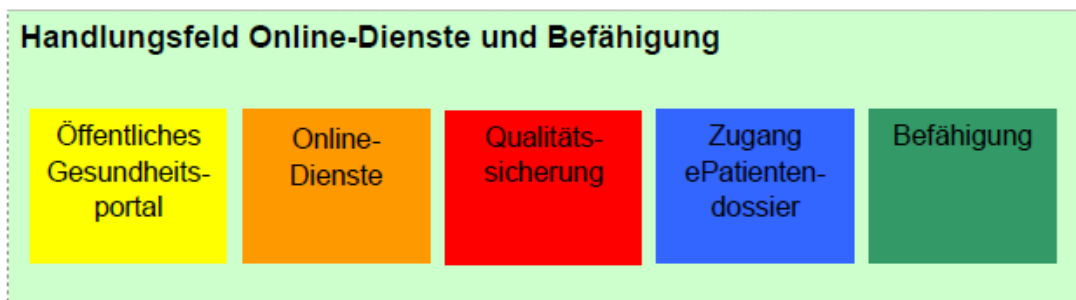 Handlungsfeld Online-Dienste und Befähigung
Öffentliches
Gesundheits-
portal
Online-
Dienste
Qualitäts-
sicherung
Zugang
ePatienten-
dossier
Befähigung